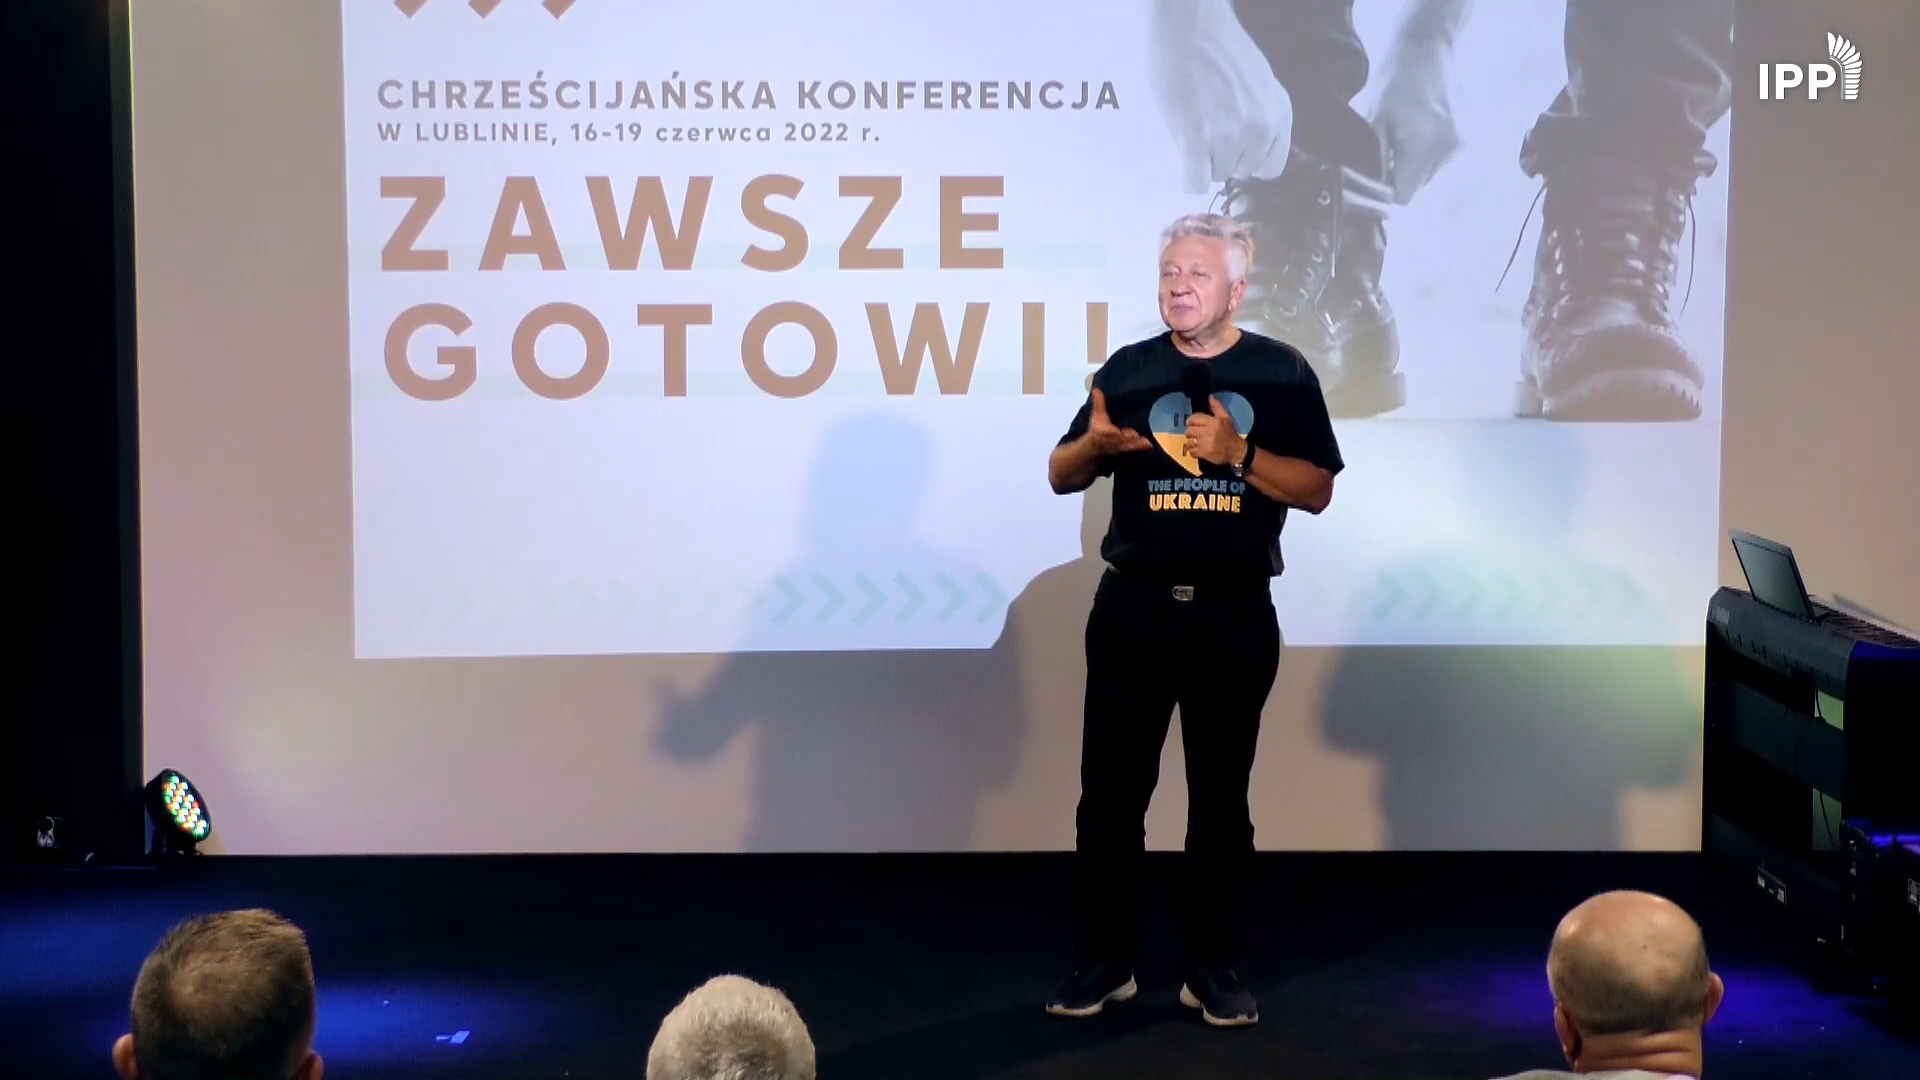 IPP
CHRZEŚCIJAŃSKA KONFERENCJA
W LUBLINIE, 16-19 czerwca 2022 r.
ZAWSZE
GOTOWI!
THE PEOPLE OF
UKRAINE